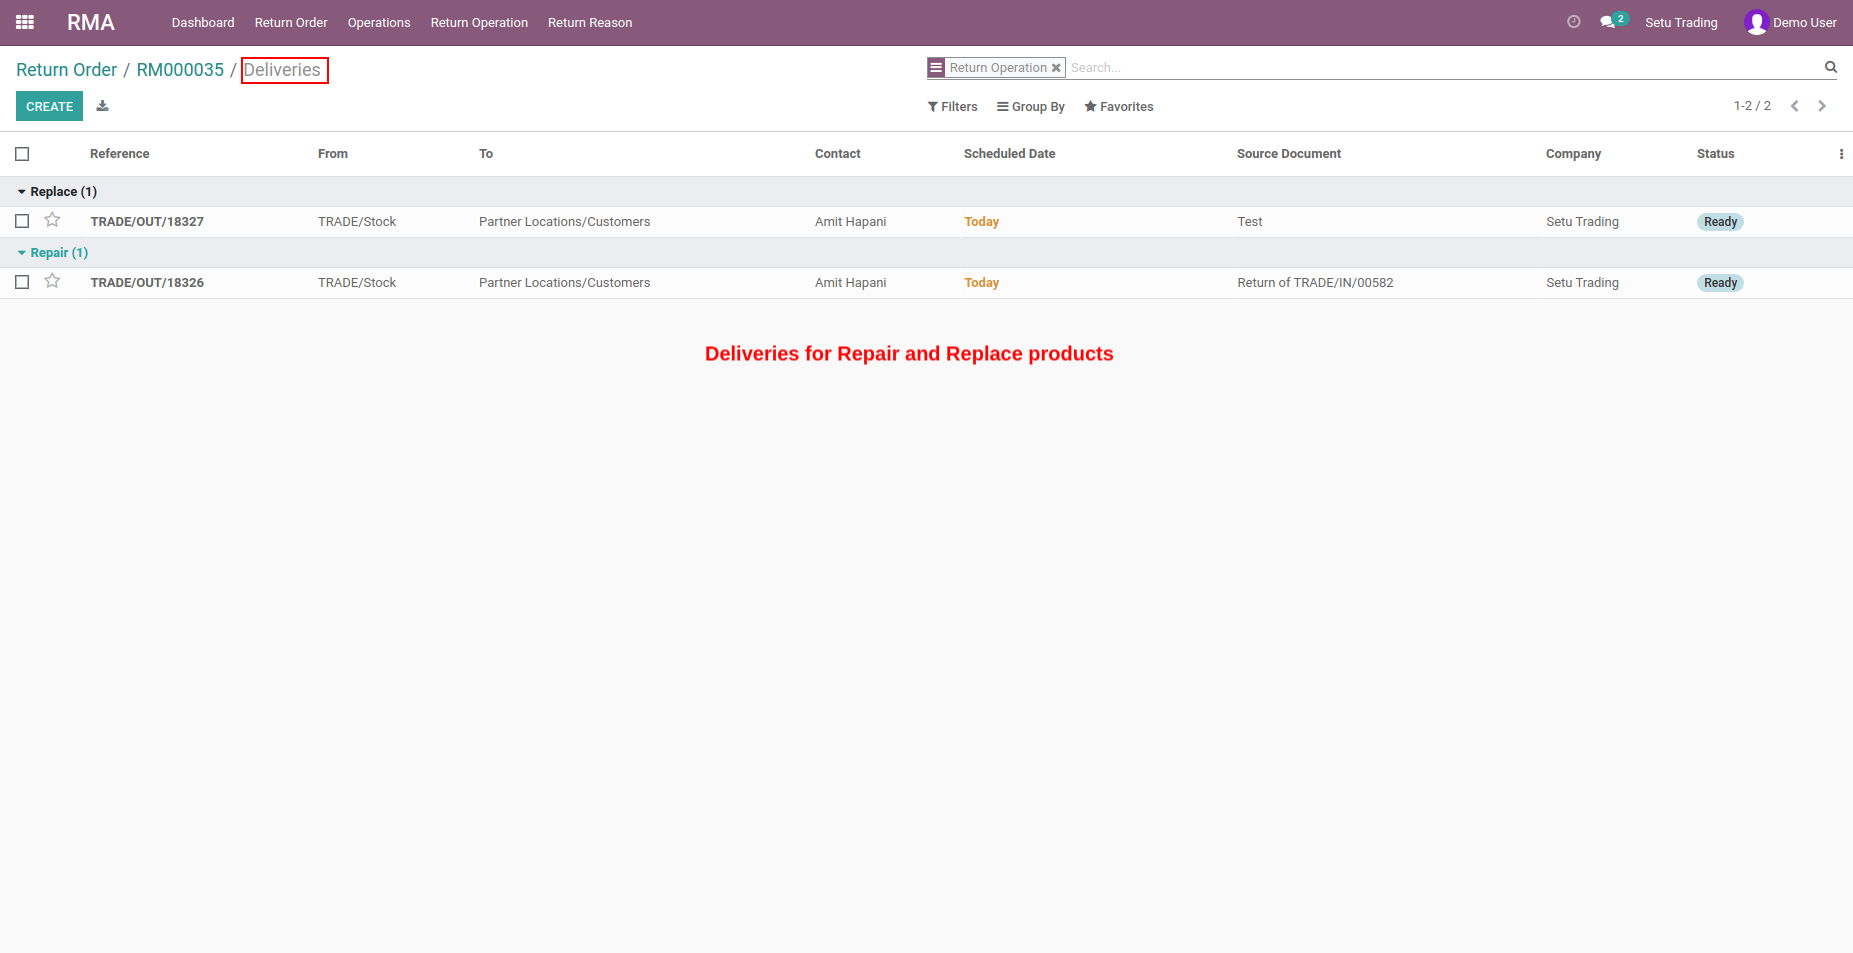 RMA Dashboard Return Order Operations Return Operation Return Reason 2 Setu Trading Demo User
Return Order / RM000035 / Deliveries
Return Operation Search...
CREATE
Filters Group By Favorites 1-2 / 2
Reference From To Contact Scheduled Date Source Document Company Status
Replace (1)
TRADE/OUT/18327 TRADE/Stock Partner Locations/Customers Amit Hapani Today Test Setu Trading Ready
Repair (1)
TRADE/OUT/18326 TRADE/Stock Partner Locations/Customers Amit Hapani Today Return of TRADE/IN/00582 Setu Trading Ready
Deliveries for Repair and Replace products